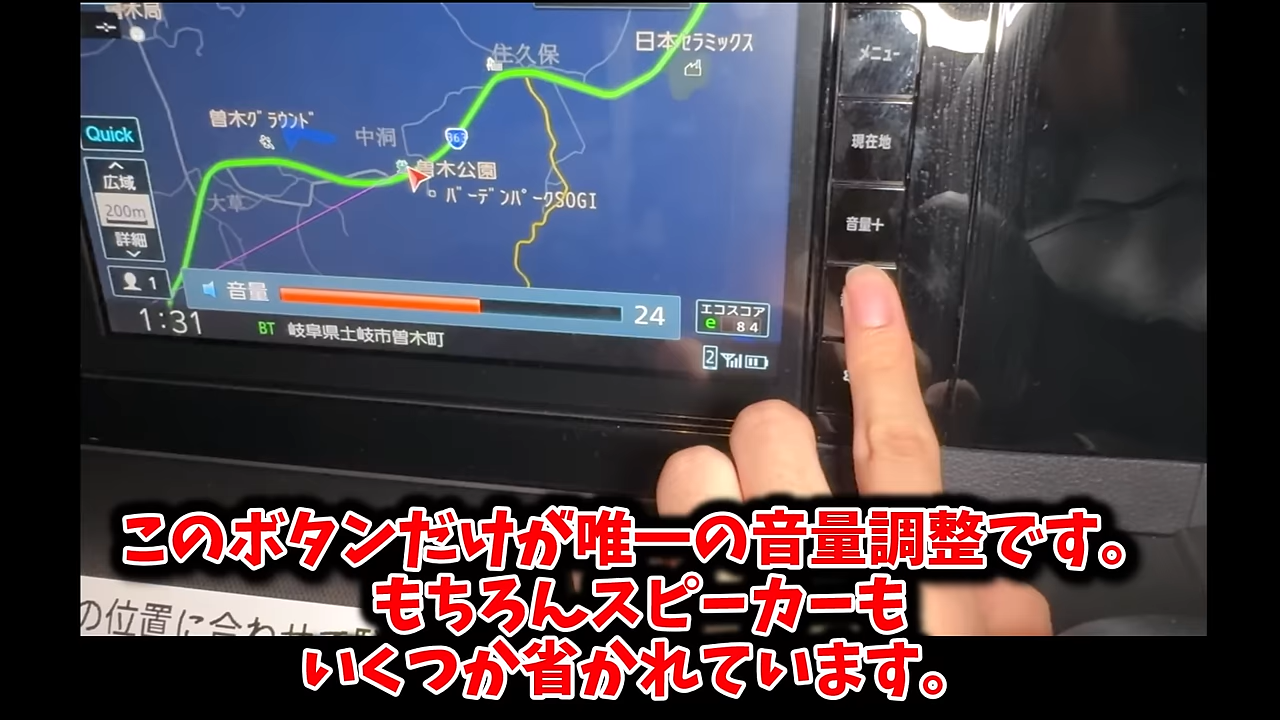 曽木局
日本セラミックス
住久保
メニュー
曽木グラウンド
中洞
363
現在地
Quick
曽木公園
広域
バーデンパークSOGI
200m
大草
音量+
詳細
1
音量
24
エコスコア
e 84
1:31
BT 岐阜県土岐市曽木町
2
このボタンだけが唯一の音量調整です。
もちろんスピーカーも
の位置に合わせて
いくつか省かれています。